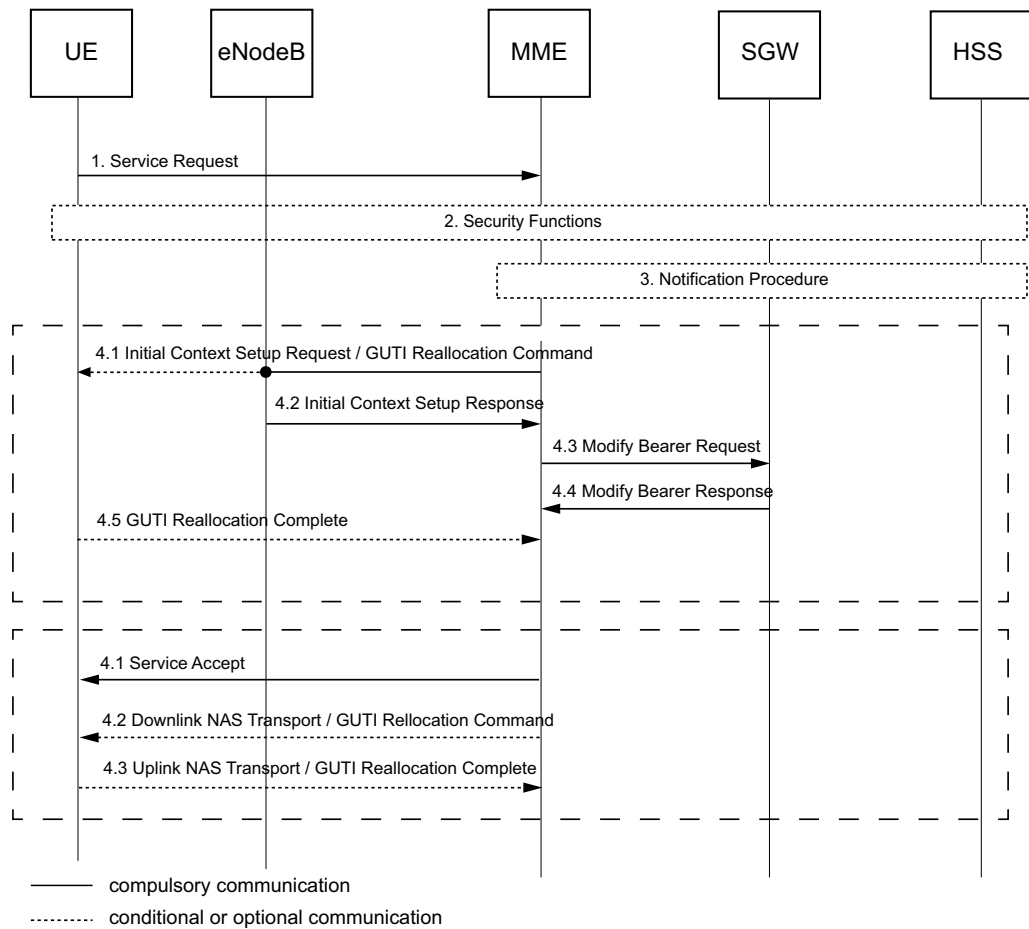 UE
eNodeB
MME
SGW
HSS
1. Service Request
2. Security Functions
3. Notification Procedure
4.1 Initial Context Setup Request / GUTI Reallocation Command
4.2 Initial Context Setup Response
4.3 Modify Bearer Request
4.4 Modify Bearer Response
4.5 GUTI Reallocation Complete
4.1 Service Accept
4.2 Downlink NAS Transport / GUTI Rellocation Command
4.3 Uplink NAS Transport / GUTI Reallocation Complete
compulsory communication
conditional or optional communication